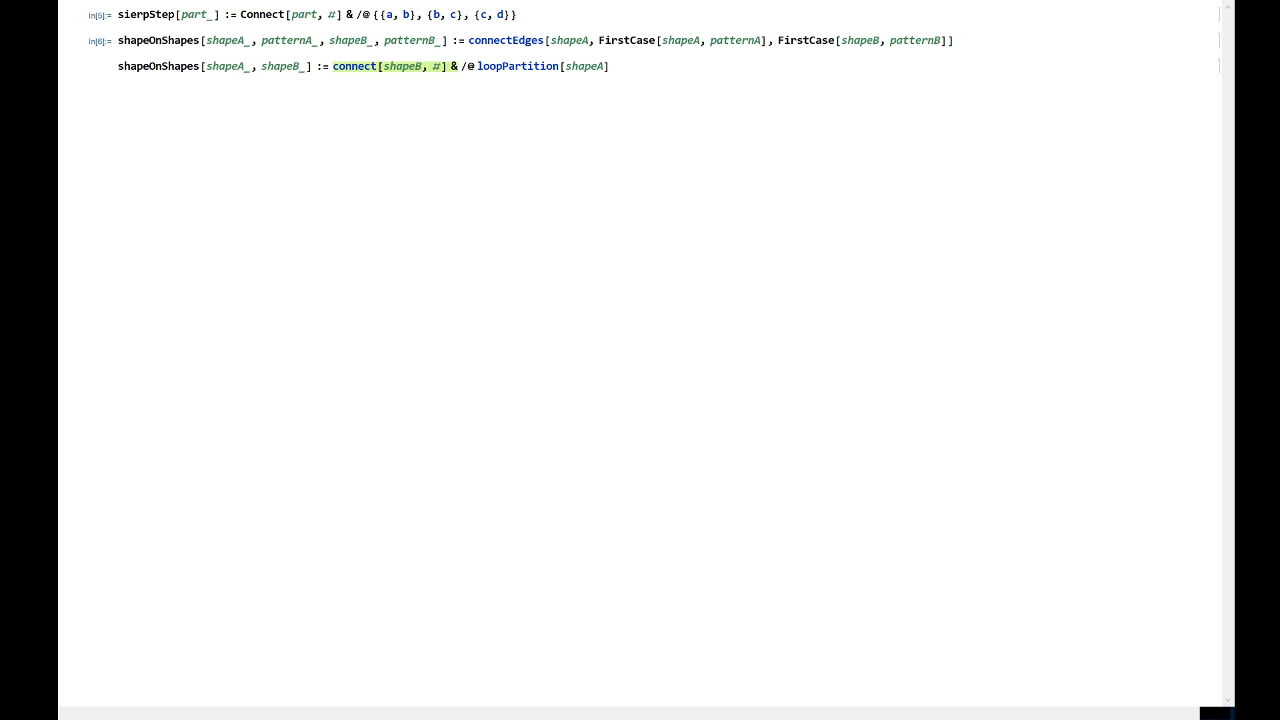 In[5]:= sierpStep[part_] := Connect[part, #] & /@ {{a, b}, {b, c}, {c, d}}
In[6]:= shapeOnShapes[shapeA_, patternA_, shapeB_, patternB_] := connectEdges[shapeA, FirstCase[shapeA, patternA], FirstCase[shapeB, patternB]]
shapeOnShapes[shapeA_, shapeB_] := connect[shapeB, #] & /@ loopPartition[shapeA]